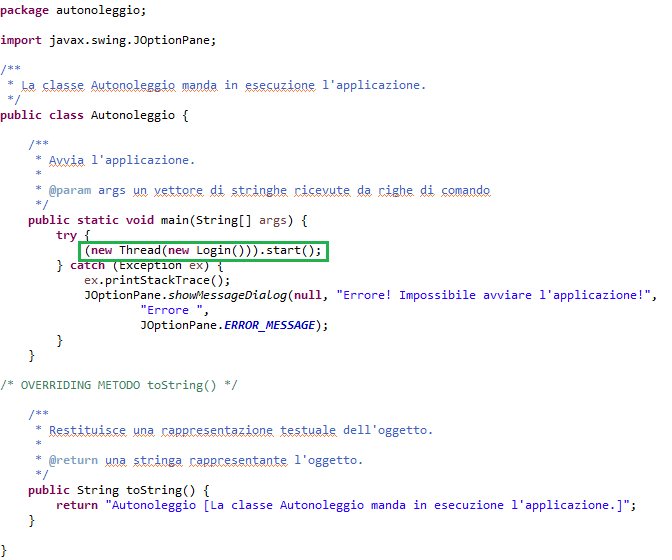 package autonoleggio;
import javax.swing.JOptionPane;
/**
 * La classe Autonoleggio manda in esecuzione l'applicazione.
 */
public class Autonoleggio {
    /**
     * Avvia l'applicazione.
     *
     * @param args un vettore di stringhe ricevute da righe di comando
     */
    public static void main(String[] args) {
        try {
            (new Thread(new Login())).start();
        } catch (Exception ex) {
            ex.printStackTrace();
            JOptionPane.showMessageDialog(null, "Errore! Impossibile avviare l'applicazione!",
                    "Errore ",
                    JOptionPane.ERROR_MESSAGE);
        }
    }
/* OVERRIDING METODO toString() */
    /**
     * Restituisce una rappresentazione testuale dell'oggetto.
     *
     * @return una stringa rappresentante l'oggetto.
     */
    public String toString() {
        return "Autonoleggio [La classe Autonoleggio manda in esecuzione l'applicazione.]";
    }
}